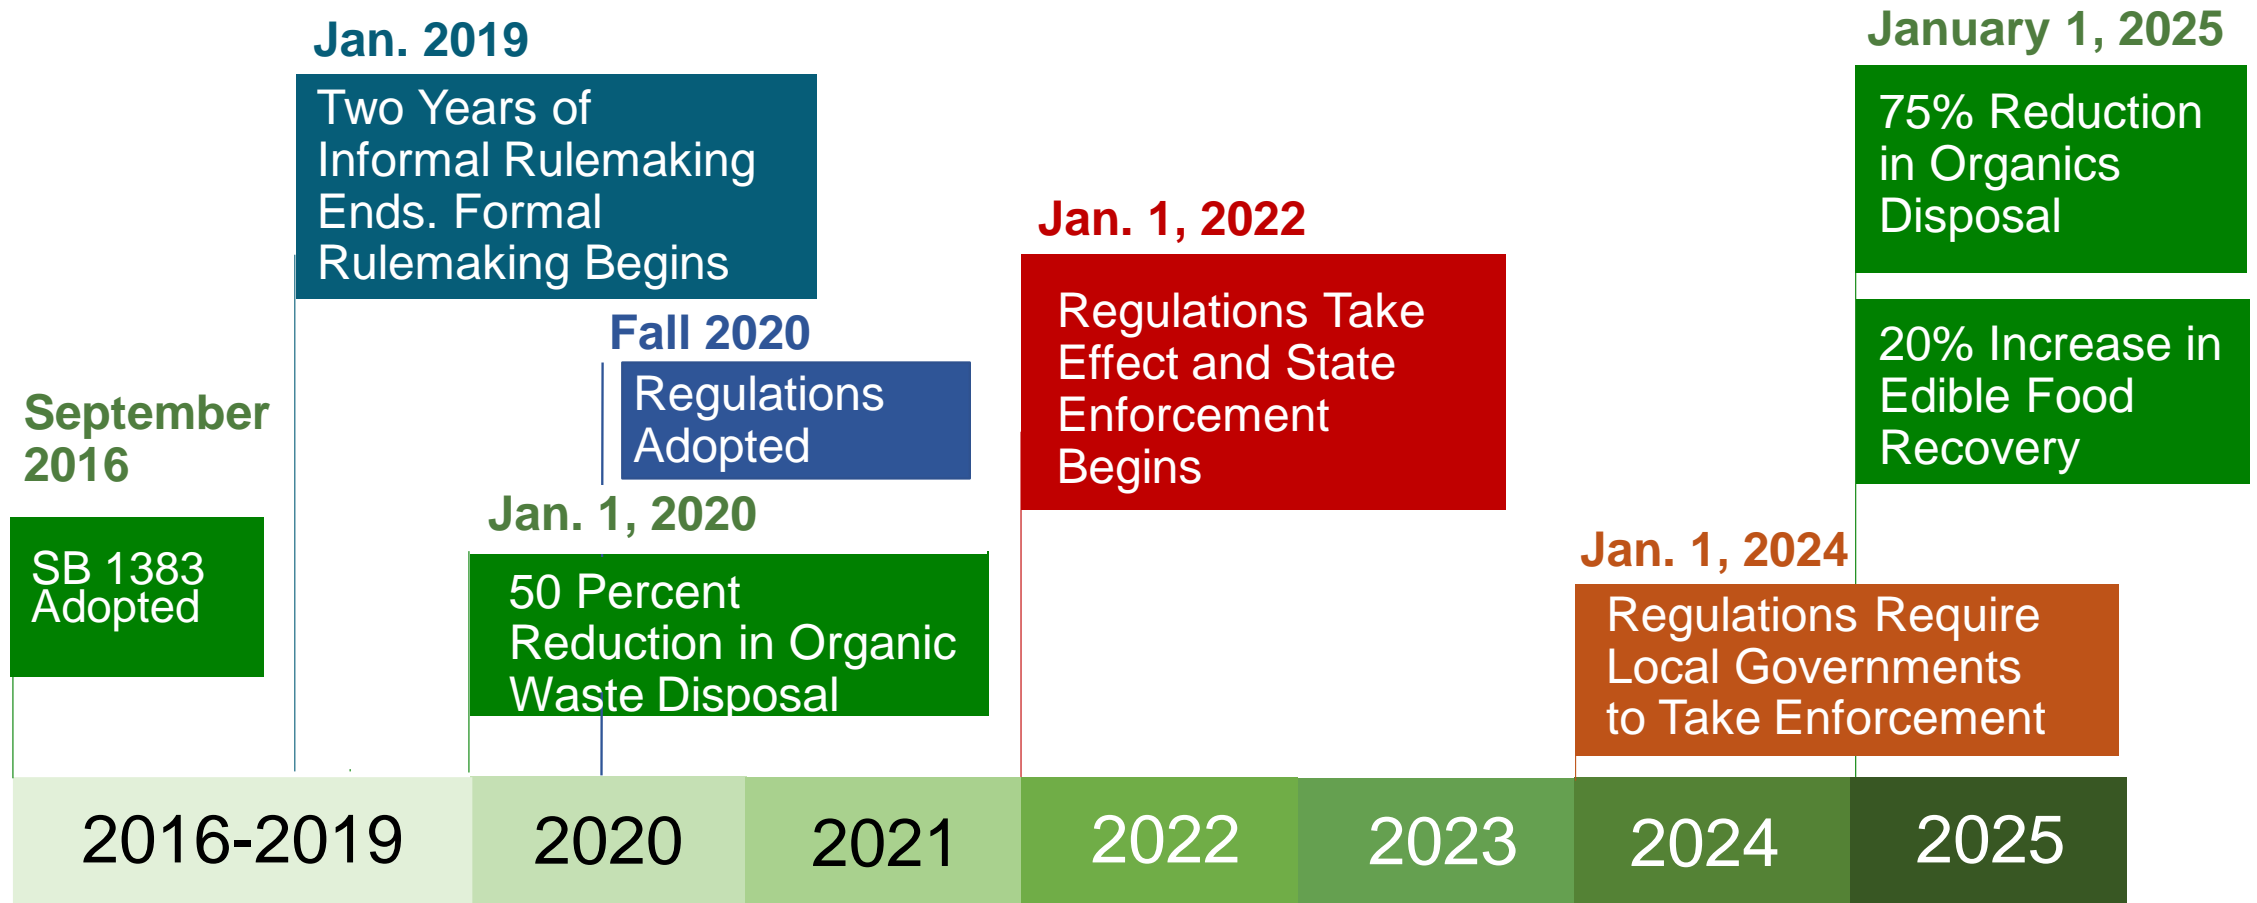 September
2016
SB 1383
Adopted
Jan. 2019
Two Years of
Informal Rulemaking
Ends. Formal
Rulemaking Begins
Fall 2020
Regulations
Adopted
Jan. 1, 2020
50 Percent
Reduction in Organic
Waste Disposal
Jan. 1, 2022
Regulations Take
Effect and State
Enforcement
Begins
Jan. 1, 2024
Regulations Require
Local Governments
to Take Enforcement
January 1, 2025
75% Reduction
in Organics
Disposal
20% Increase in
Edible Food
Recovery
2016-2019
2020
2021
2022
2023
2024
2025